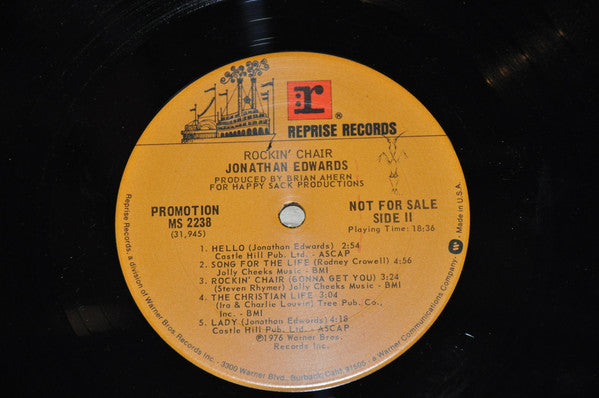 r
®
REPRISE RECORDS
ROCKIN' CHAIR
JONATHAN EDWARDS
PRODUCED BY BRIAN AHERN
FOR HAPPY SACK PRODUCTIONS
PROMOTION
MS 2238
(31,945)
NOT FOR SALE
SIDE II
Playing Time: 18:36
1. HELLO (Jonathan Edwards) 2:54
Castle Hill Pub. Ltd. - ASCAP
2. SONG FOR THE LIFE (Rodney Crowell) 4:56
Jolly Cheeks Music - BMI
3. ROCKIN' CHAIR (GONNA GET YOU) 3:24
(Steven Rhymer) Jolly Cheeks Music - BMI
4. THE CHRISTIAN LIFE 3:04
(Ira & Charlie Louvin) Tree Pub. Co.,
Inc. - BMI
5. LADY (Jonathan Edwards) 4:18
Castle Hill Pub. Ltd. - ASCAP
℗1976 Warner Bros.
Records Inc.
Reprise Records, a division of Warner Bros. Records Inc. - 3300 Warner Blvd., Burbank, Calif. 91505 - a Warner Communications Company - Made in U.S.A.